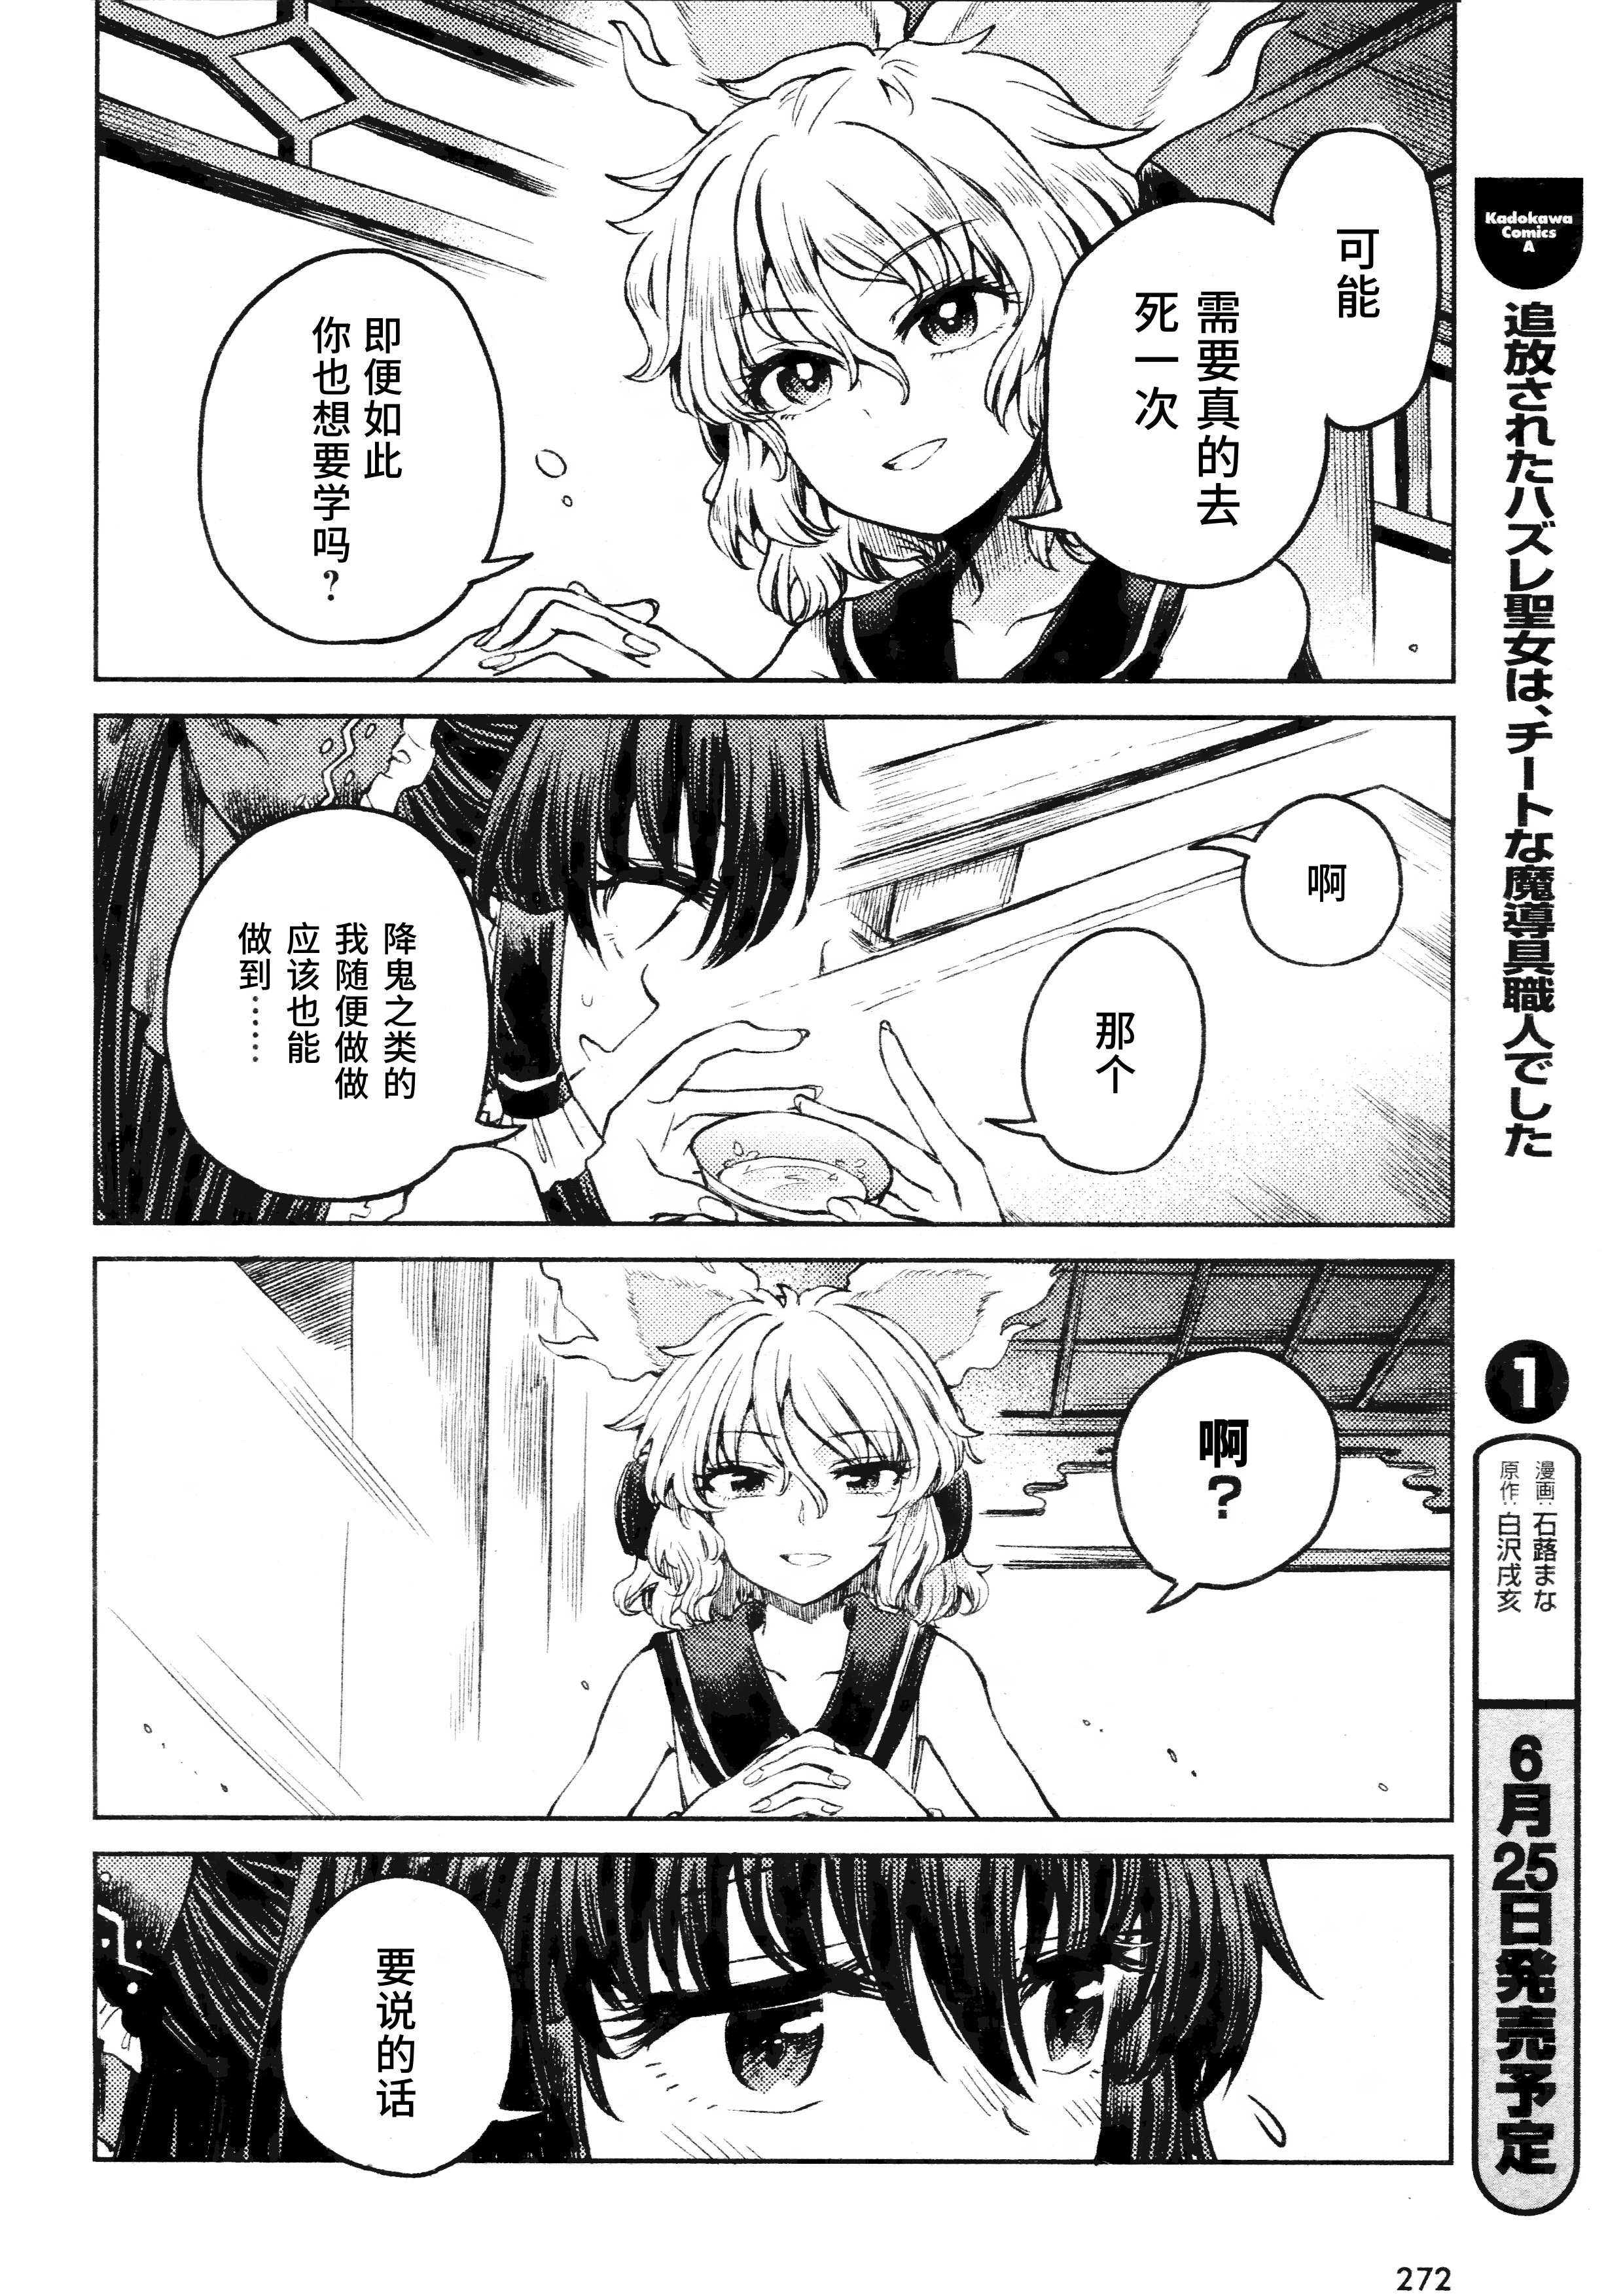 可能
需要真的去
死一次
即便如此
你也想要学吗?
啊
那个
降鬼之类的
我随便做做
应该也能
做到……
啊?
要说的话
Kadokawa
Comics
A
追放されたハズレ聖女は、チートな魔導具職人でした
1
漫画:石蕗まな
原作:白沢戌亥
6月25日発売予定
272